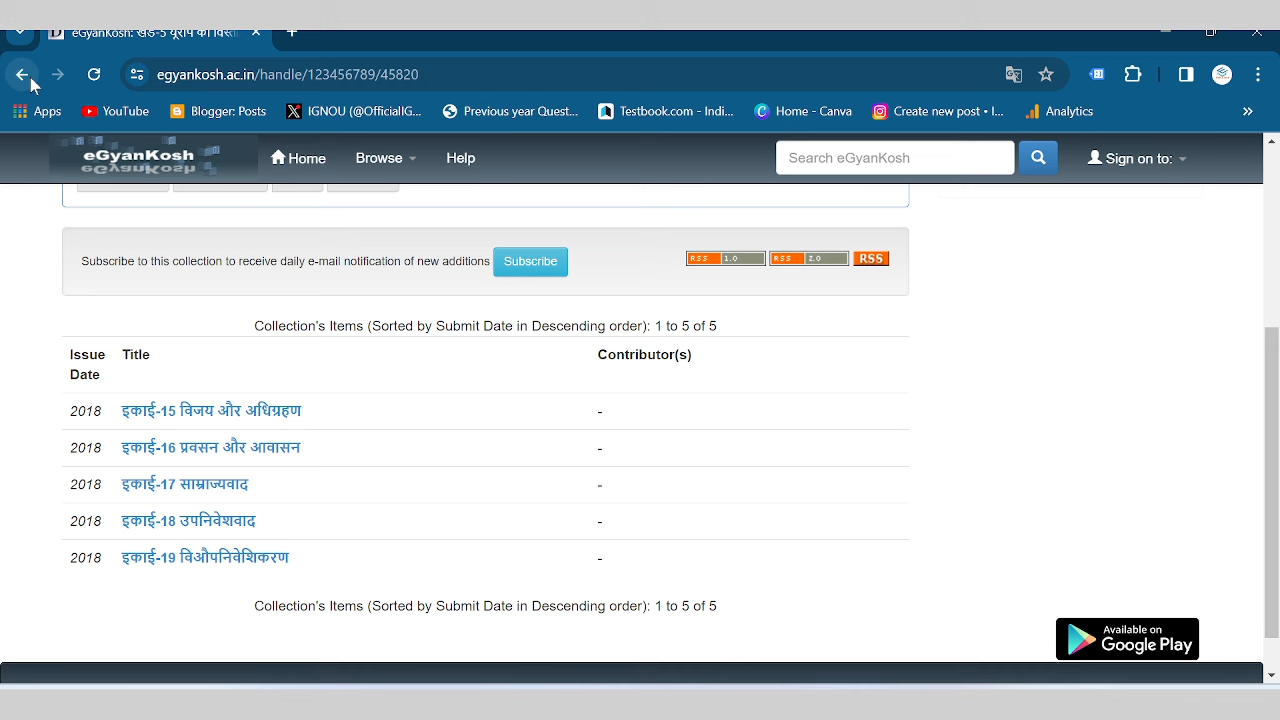 eGyankosh: खंड-5 यूरोप का विस्त
egyankosh.ac.in/handle/123456789/45820
Apps YouTube Blogger Posts IGNOU (@OfficialIG... Previous year Quest... Testbook.com - Indi... Home - Canva Create new post • I... Analytics »
eGyanKosh Home Browse Help Search eGyanKosh Sign on to:
Subscribe to this collection to receive daily e-mail notification of new additions Subscribe RSS 1.0 RSS 2.0 RSS
Collection's Items (Sorted by Submit Date in Descending order): 1 to 5 of 5
Issue Date Title Contributor(s)
2018 इकाई-15 विजय और अधिग्रहण -
2018 इकाई-16 प्रवसन और आवासन -
2018 इकाई-17 साम्राज्यवाद -
2018 इकाई-18 उपनिवेशवाद -
2018 इकाई-19 विऔपनिवेशिकरण -
Collection's Items (Sorted by Submit Date in Descending order): 1 to 5 of 5
Available on
Google Play